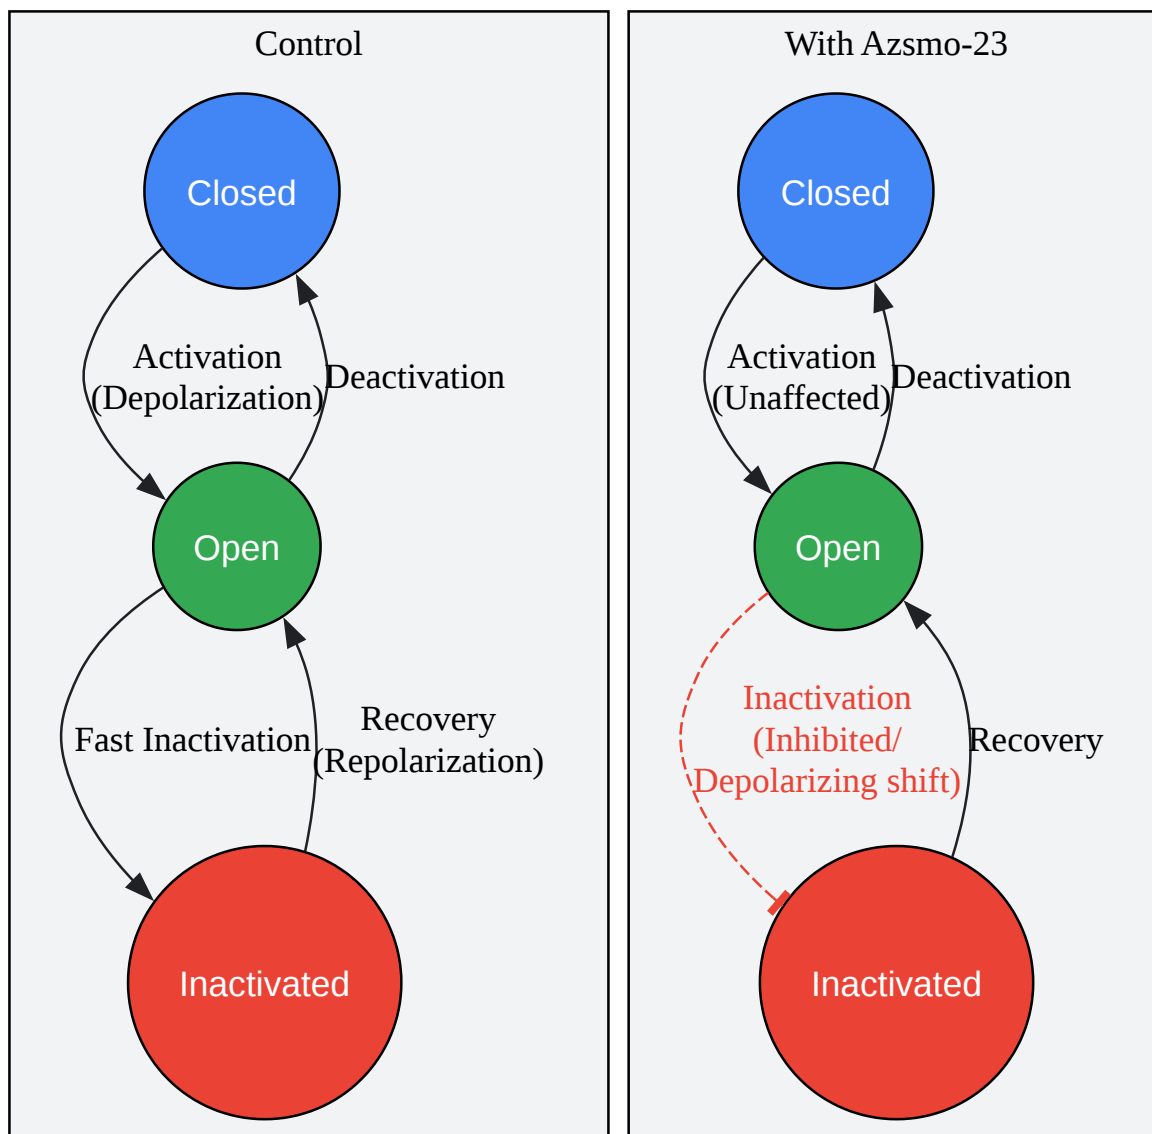 Control
Closed
Activation
(Depolarization)
Deactivation
Open
Fast Inactivation
Recovery
(Repolarization)
Inactivated
With Azsmo-23
Closed
Activation
(Unaffected)
Deactivation
Open
Inactivation
(Inhibited/
Depolarizing shift)
Recovery
Inactivated